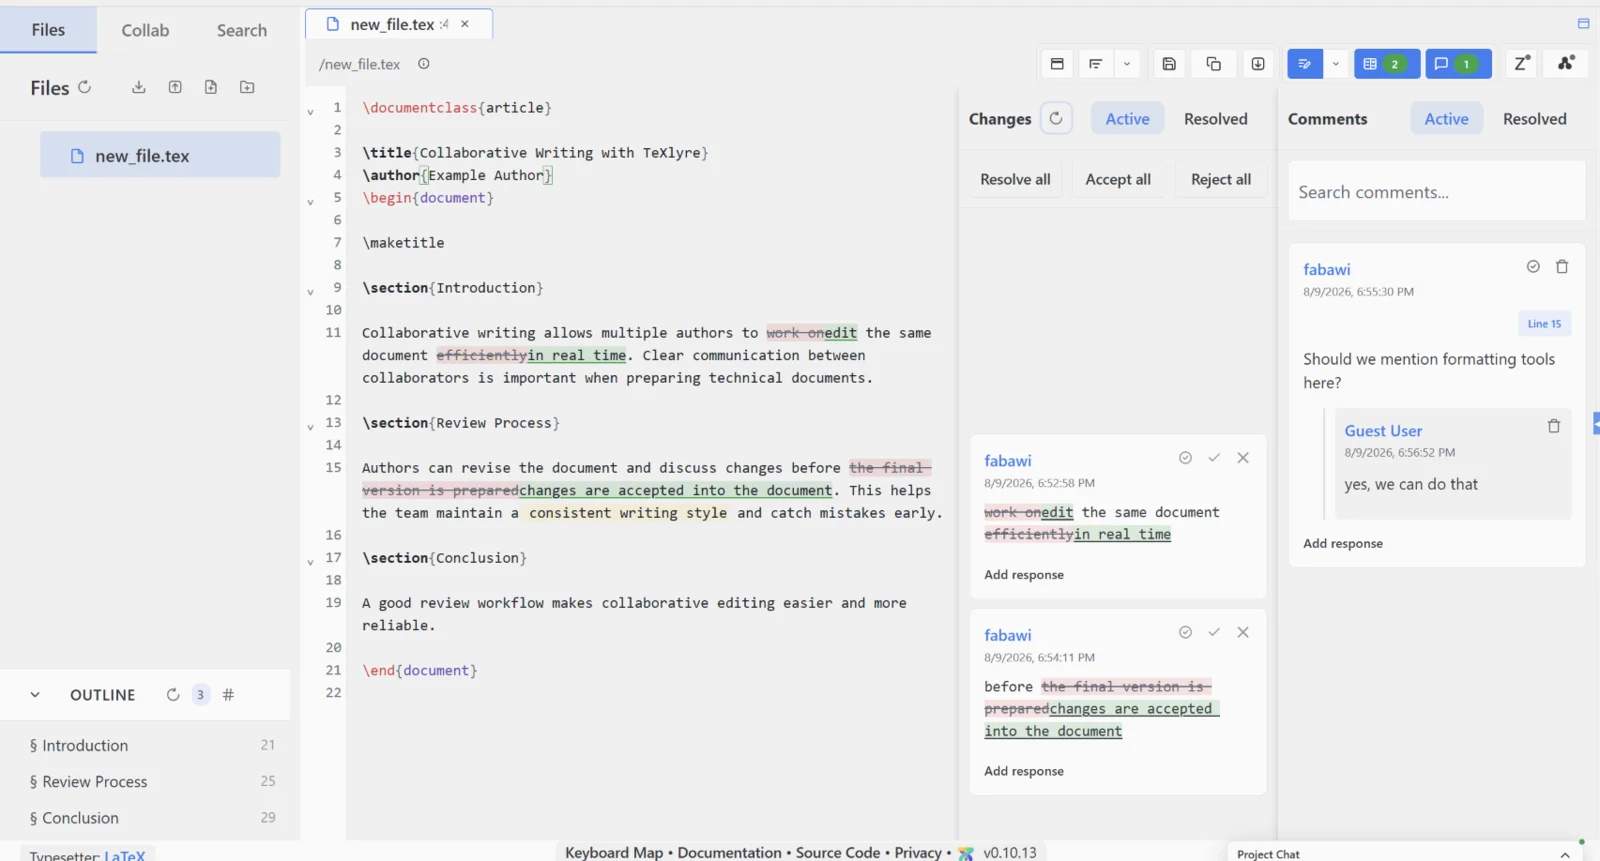 Files
Collab
Search
new_file.tex :4 ×
Files
/new_file.tex
2
1
new_file.tex
1 \documentclass{article}
2
3 \title{Collaborative Writing with TeXlyre}
4 \author{Example Author}
5 \begin{document}
6
7 \maketitle
8
9 \section{Introduction}
10
11 Collaborative writing allows multiple authors to work onedit the same
document efficientlyin real time. Clear communication between
collaborators is important when preparing technical documents.
12
13 \section{Review Process}
14
15 Authors can revise the document and discuss changes before the final
version is preparedchanges are accepted into the document. This helps
the team maintain a consistent writing style and catch mistakes early.
16
17 \section{Conclusion}
18
19 A good review workflow makes collaborative editing easier and more
reliable.
20
21 \end{document}
22
Changes
Active
Resolved
Resolve all
Accept all
Reject all
fabawi
8/9/2026, 6:52:58 PM
work onedit the same document
efficientlyin real time
Add response
fabawi
8/9/2026, 6:54:11 PM
before the final version is
preparedchanges are accepted
into the document
Add response
Comments
Active
Resolved
Search comments...
fabawi
8/9/2026, 6:55:30 PM
Line 15
Should we mention formatting tools
here?
Guest User
8/9/2026, 6:56:52 PM
yes, we can do that
Add response
OUTLINE
3 #
§ Introduction 21
§ Review Process 25
§ Conclusion 29
Typesetter: LaTeX
Keyboard Map • Documentation • Source Code • Privacy • v0.10.13
Project Chat